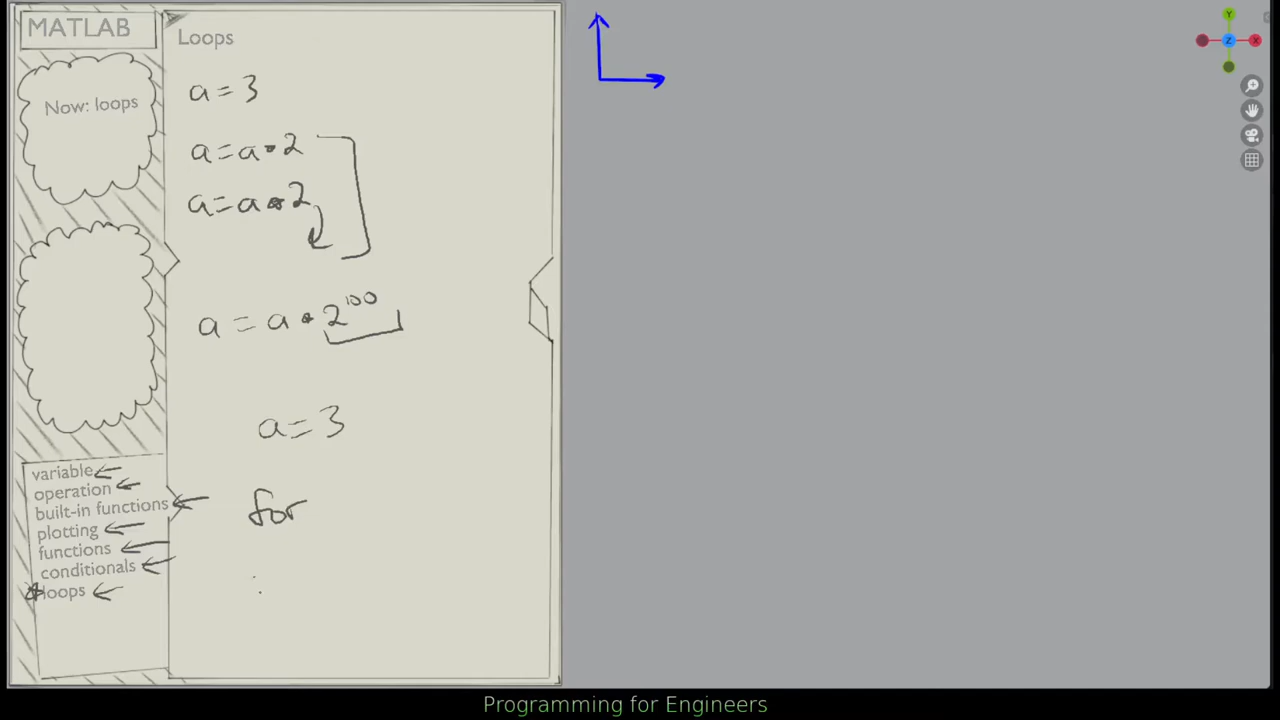 MATLAB
Now: loops
Loops
a = 3
a = a * 2
a = a * 2
a = a * 2^100
a = 3
for
variable
operation
built-in functions
plotting
functions
conditionals
loops
Y
Z
X
Programming for Engineers